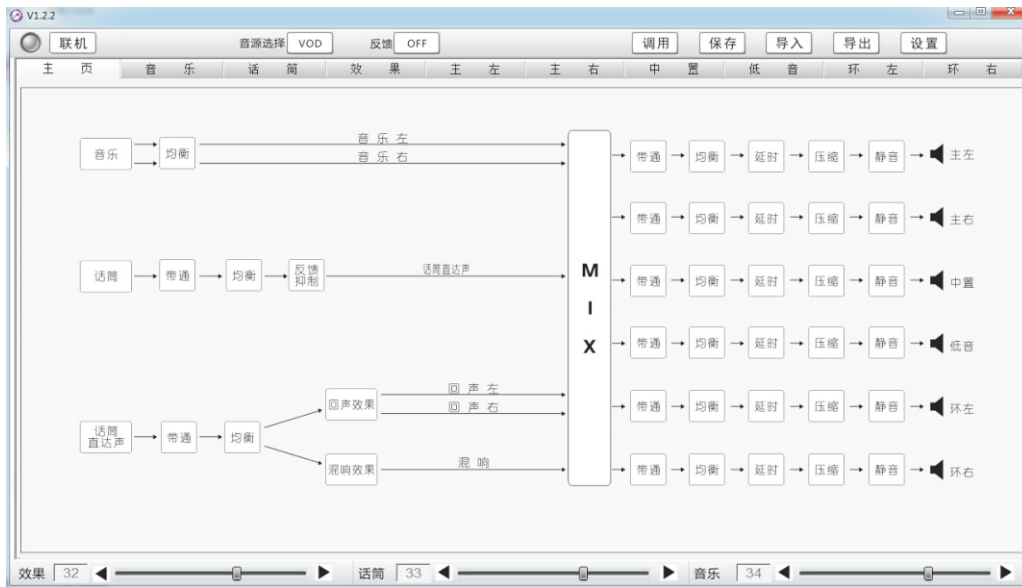 V1.2.2
联机 音源选择 VOD 反馈 OFF 调用 保存 导入 导出 设置
主页 音乐 话筒 效果 主左 主右 中置 低音 环左 环右
音乐 均衡 音乐左
音乐右
带通 均衡 延时 压缩 静音 主左
带通 均衡 延时 压缩 静音 主右
话筒 带通 均衡 反馈抑制 话筒直达声
MIX
带通 均衡 延时 压缩 静音 中置
带通 均衡 延时 压缩 静音 低音
话筒直达声 带通 均衡
回声效果 回声左
回声右
带通 均衡 延时 压缩 静音 环左
混响效果 混响
带通 均衡 延时 压缩 静音 环右
效果 32 话筒 33 音乐 34